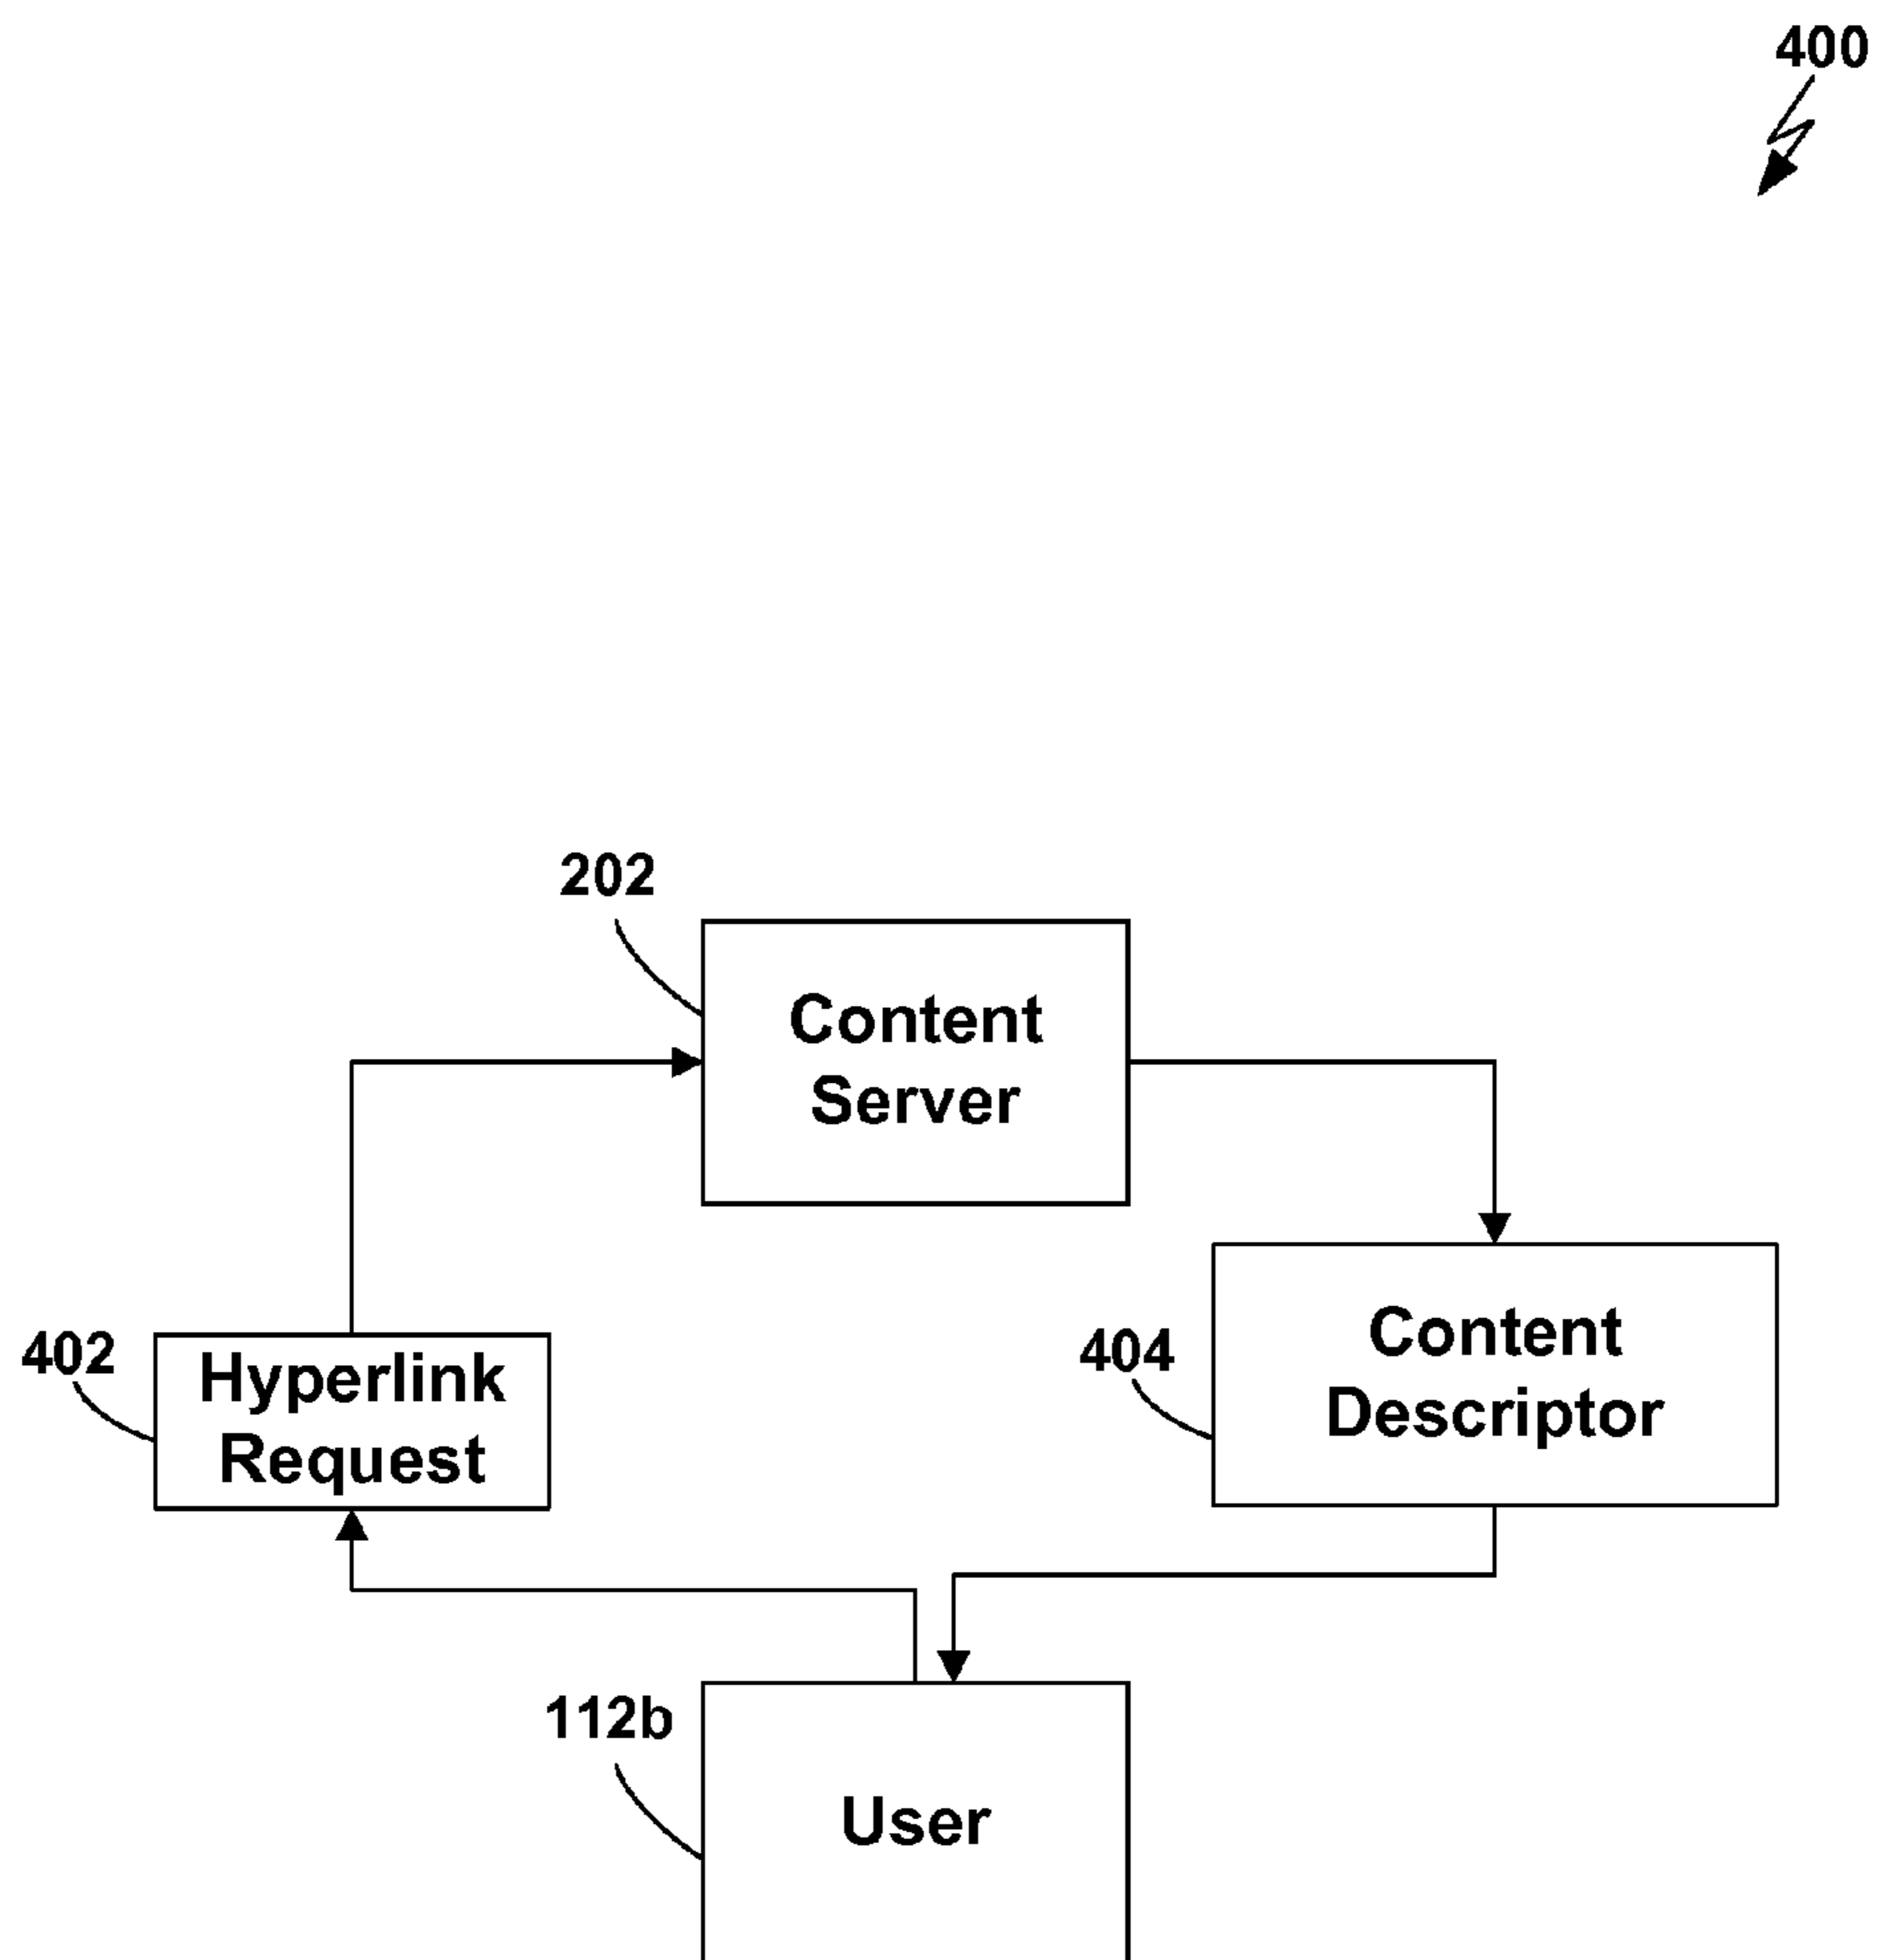 400
202
Content
Server
402
Hyperlink
Request
404
Content
Descriptor
112b
User